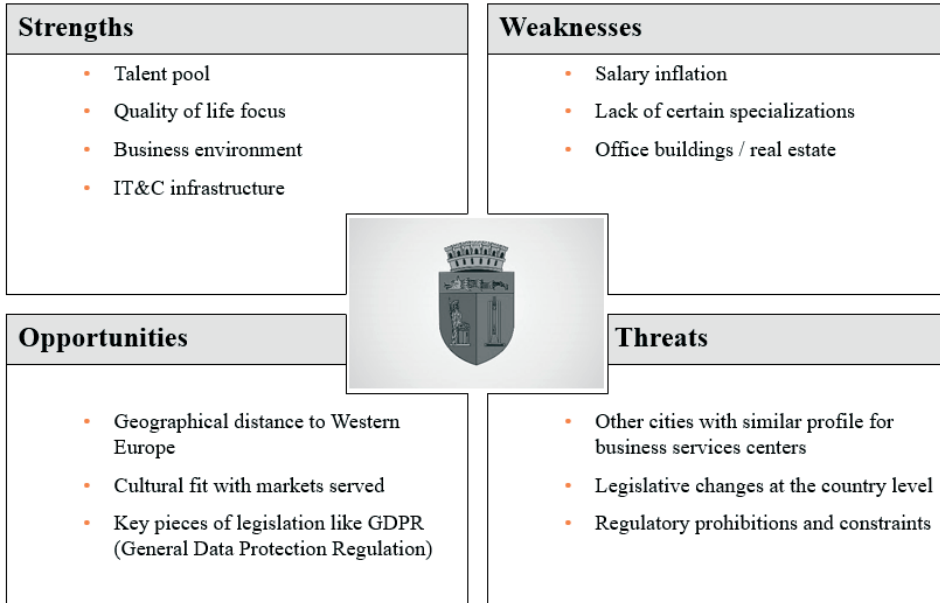 Strengths
• Talent pool
• Quality of life focus
• Business environment
• IT&C infrastructure
Weaknesses
• Salary inflation
• Lack of certain specializations
• Office buildings / real estate
Opportunities
• Geographical distance to Western
Europe
• Cultural fit with markets served
• Key pieces of legislation like GDPR
(General Data Protection Regulation)
Threats
• Other cities with similar profile for
business services centers
• Legislative changes at the country level
• Regulatory prohibitions and constraints